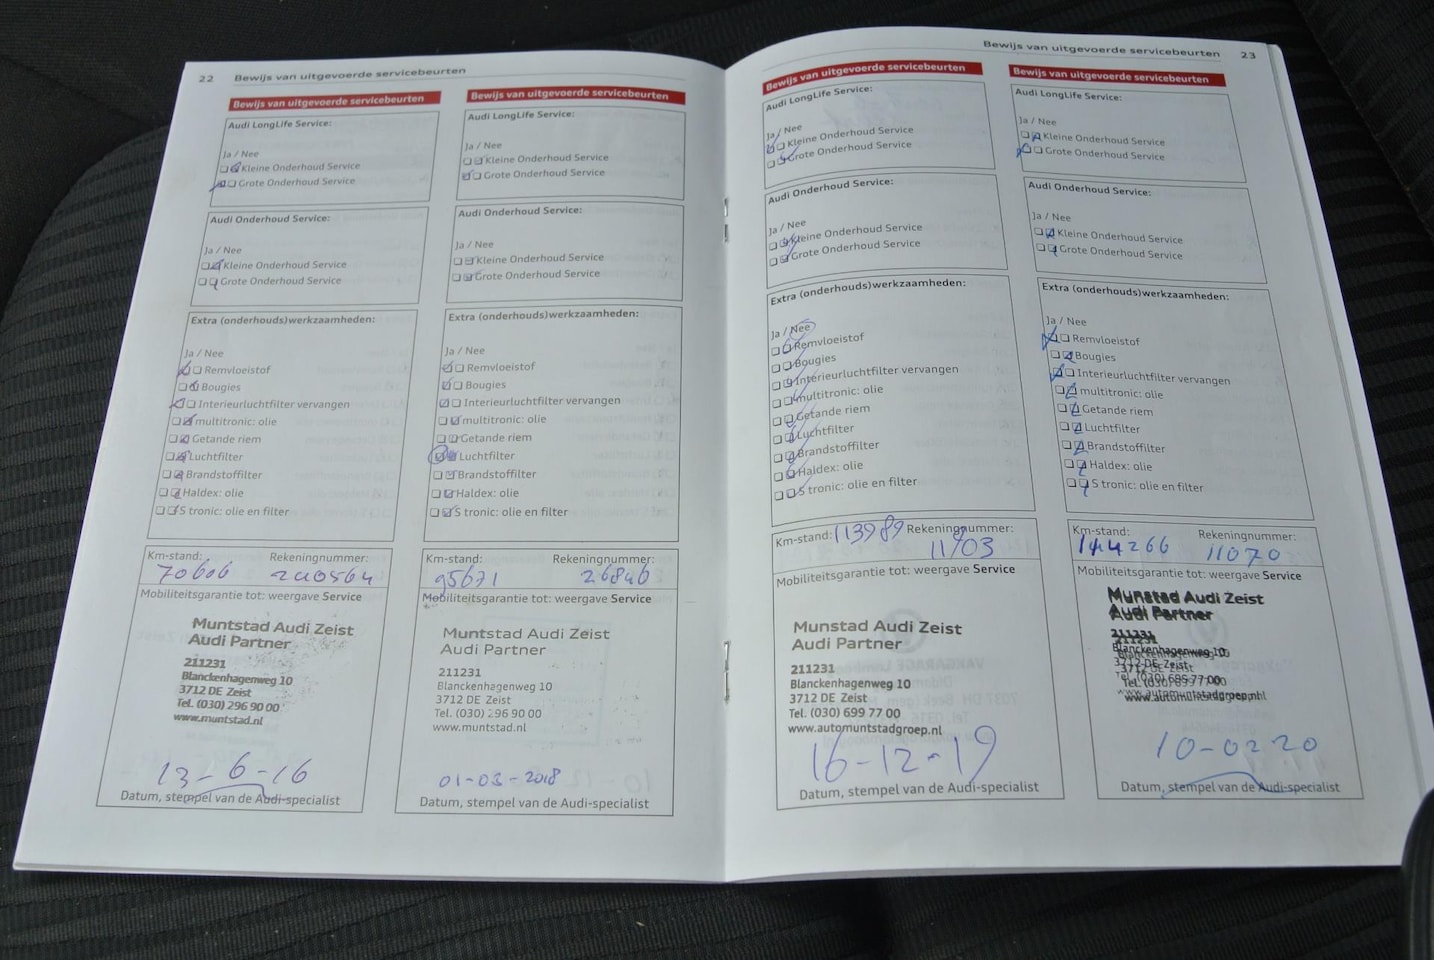 22 Bewijs van uitgevoerde servicebeurten
Bewijs van uitgevoerde servicebeurten
Audi LongLife Service:
Ja / Nee
Kleine Onderhoud Service
Grote Onderhoud Service
Audi Onderhoud Service:
Ja / Nee
Kleine Onderhoud Service
Grote Onderhoud Service
Extra (onderhouds)werkzaamheden:
Ja / Nee
Remvloeistof
Bougies
Interieurluchtfilter vervangen
multitronic: olie
Getande riem
Luchtfilter
Brandstoffilter
Haldex: olie
S tronic: olie en filter
Km-stand: Rekeningnummer:
70606
Mobiliteitsgarantie tot: weergave Service
Muntstad Audi Zeist
Audi Partner
211231
Blanckenhagenweg 10
3712 DE Zeist
Tel. (030) 296 90 00
www.muntstad.nl
13-6-16
Datum, stempel van de Audi-specialist
Bewijs van uitgevoerde servicebeurten
Audi LongLife Service:
Ja / Nee
Kleine Onderhoud Service
Grote Onderhoud Service
Audi Onderhoud Service:
Ja / Nee
Kleine Onderhoud Service
Grote Onderhoud Service
Extra (onderhouds)werkzaamheden:
Ja / Nee
Remvloeistof
Bougies
Interieurluchtfilter vervangen
multitronic: olie
Getande riem
Luchtfilter
Brandstoffilter
Haldex: olie
S tronic: olie en filter
Km-stand: Rekeningnummer:
95671 26846
Mobiliteitsgarantie tot: weergave Service
Muntstad Audi Zeist
Audi Partner
211231
Blanckenhagenweg 10
3712 DE Zeist
Tel. (030) 296 90 00
www.muntstad.nl
01-03-2018
Datum, stempel van de Audi-specialist
Bewijs van uitgevoerde servicebeurten 23
Bewijs van uitgevoerde servicebeurten
Audi LongLife Service:
Ja / Nee
Kleine Onderhoud Service
Grote Onderhoud Service
Audi Onderhoud Service:
Ja / Nee
Kleine Onderhoud Service
Grote Onderhoud Service
Extra (onderhouds)werkzaamheden:
Ja / Nee
Remvloeistof
Bougies
Interieurluchtfilter vervangen
multitronic: olie
Getande riem
Luchtfilter
Brandstoffilter
Haldex: olie
S tronic: olie en filter
Km-stand: 113989 Rekeningnummer:
Mobiliteitsgarantie tot: weergave Service
Muntstad Audi Zeist
Audi Partner
211231
Blanckenhagenweg 10
3712 DE Zeist
Tel. (030) 699 77 00
www.automuntstadgroep.nl
16-12-19
Datum, stempel van de Audi-specialist
Bewijs van uitgevoerde servicebeurten
Audi LongLife Service:
Ja / Nee
Kleine Onderhoud Service
Grote Onderhoud Service
Audi Onderhoud Service:
Ja / Nee
Kleine Onderhoud Service
Grote Onderhoud Service
Extra (onderhouds)werkzaamheden:
Ja / Nee
Remvloeistof
Bougies
Interieurluchtfilter vervangen
multitronic: olie
Getande riem
Luchtfilter
Brandstoffilter
Haldex: olie
S tronic: olie en filter
Km-stand: Rekeningnummer:
144266 11070
Mobiliteitsgarantie tot: weergave Service
Muntstad Audi Zeist
Audi Partner
211231
Blanckenhagenweg 10
3712 DE Zeist
Tel. (030) 699 77 00
www.automuntstadgroep.nl
10-02 20
Datum, stempel van de Audi-specialist